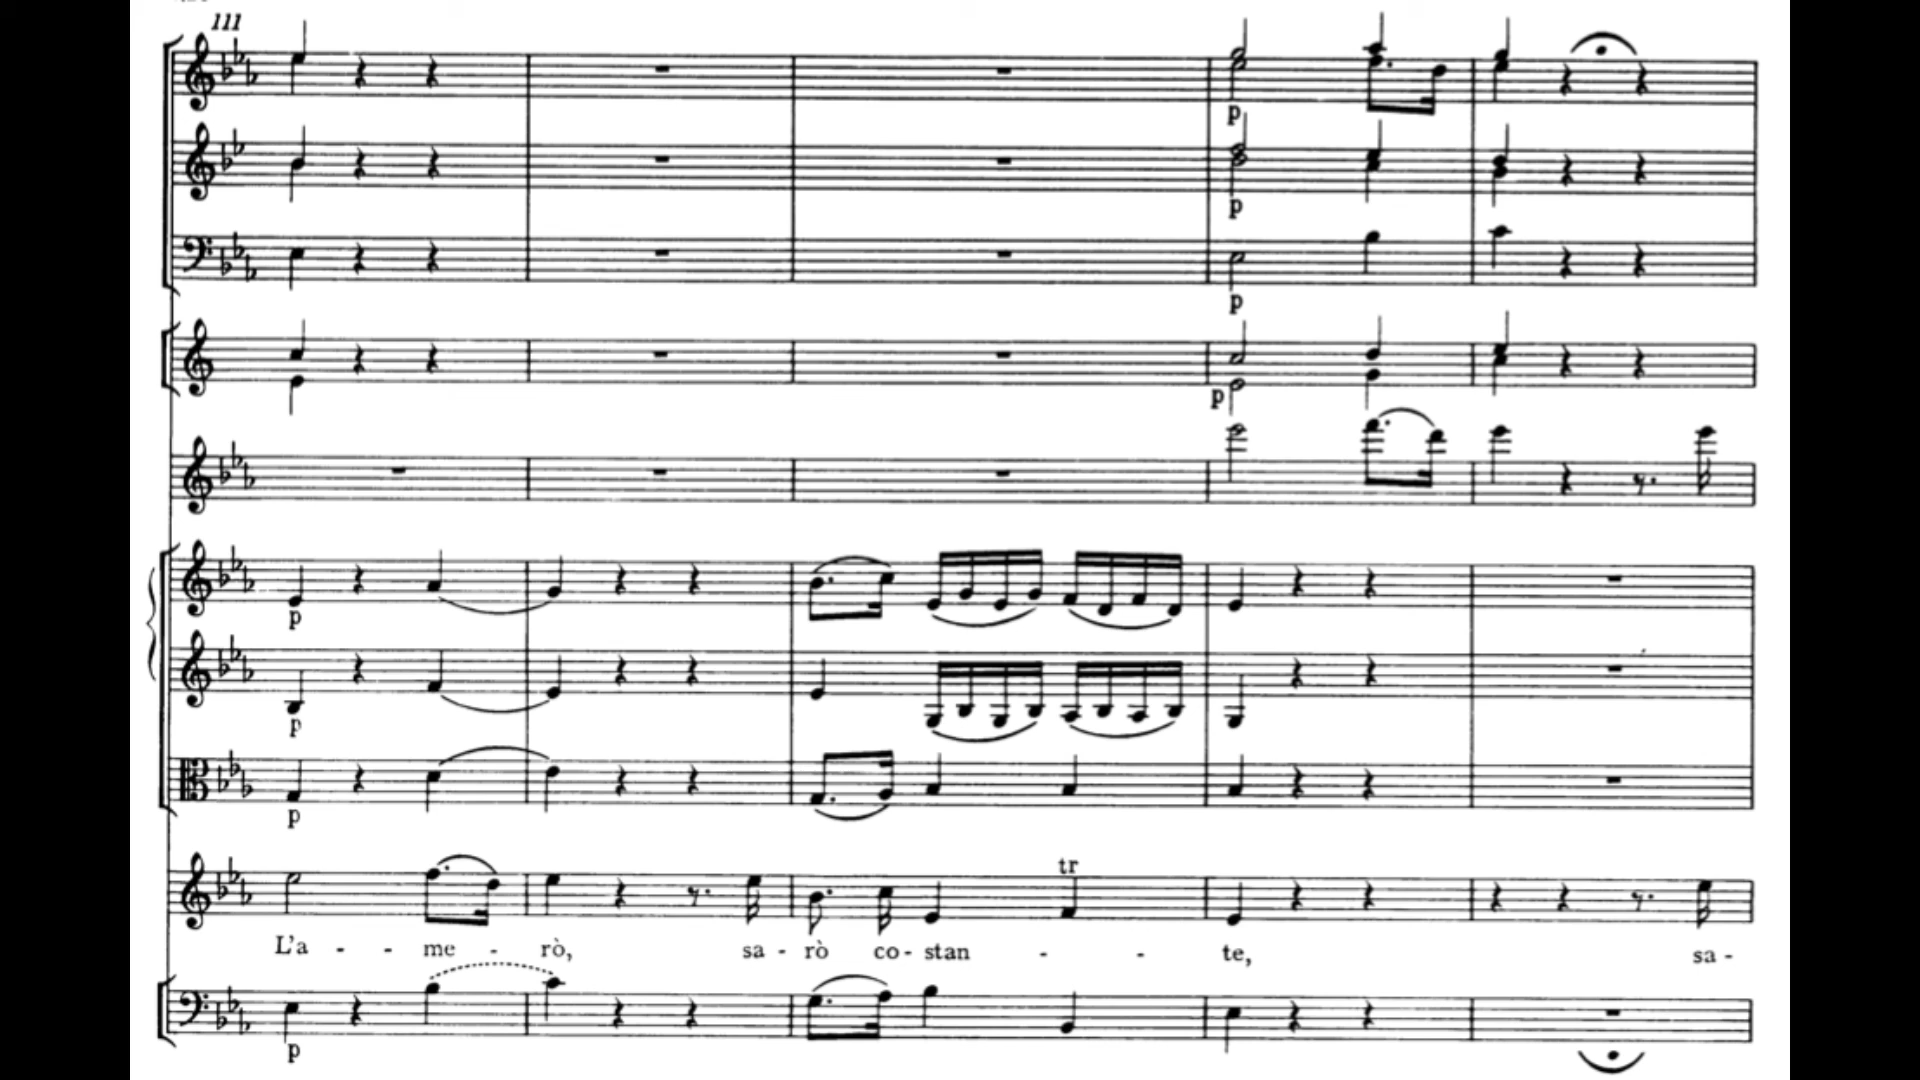 111
p
p
p
p
p
p
p
tr
L'a - - me - rò, sa - rò co - stan - - te, sa -
p